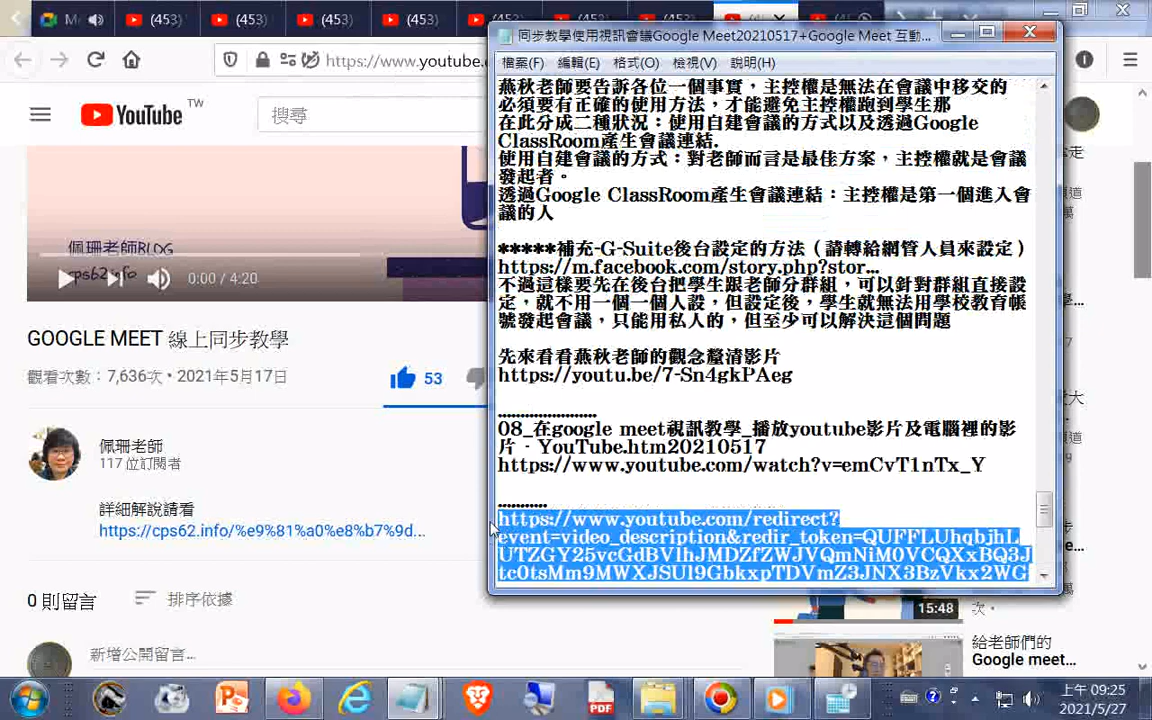 (453)
(453)
(453)
(453)
https://www.youtube.c
YouTube TW
搜尋
佩珊老師BLOG
cps62.info
0:00 / 4:20
GOOGLE MEET 線上同步教學
觀看次數：7,636次・2021年5月17日
53
佩珊老師
117 位訂閱者
詳細解說請看
https://cps62.info/%e9%81%a0%e8%b7%9d...
0 則留言
排序依據
新增公開留言...
同步教學使用視訊會議Google Meet20210517+Google Meet 互動...
檔案(F) 編輯(E) 格式(O) 檢視(V) 說明(H)
燕秋老師要告訴各位一個事實，主控權是無法在會議中移交的
必須要有正確的使用方法，才能避免主控權跑到學生那
在此分成二種狀況：使用自建會議的方式以及透過Google
ClassRoom產生會議連結.
使用自建會議的方式：對老師而言是最佳方案，主控權就是會議
發起者。
透過Google ClassRoom產生會議連結：主控權是第一個進入會
議的人
*****補充-G-Suite後台設定的方法（請轉給網管人員來設定）
https://m.facebook.com/story.php?stor...
不過這樣要先在後台把學生跟老師分群組，可以針對群組直接設
定，就不用一個一個人設，但設定後，學生就無法用學校教育帳
號發起會議，只能用私人的，但至少可以解決這個問題
先來看看燕秋老師的觀念釐清影片
https://youtu.be/7-Sn4gkPAeg
......................
08_在google meet視訊教學_播放youtube影片及電腦裡的影
片 - YouTube.htm20210517
https://www.youtube.com/watch?v=emCvT1nTx_Y
...........
https://www.youtube.com/redirect?
event=video_description&redir_token=QUFFLUhqbjhL
UTZGY25vcGdBVlhJMDZfZWJVQmNiM0VCQXxBQ3J
tc0tsMm9MWXJSUl9GbkxpTDVmZ3JNX3BzVkx2WG
15:48
次・
給老師們的
Google meet...
上午 09:25
2021/5/27